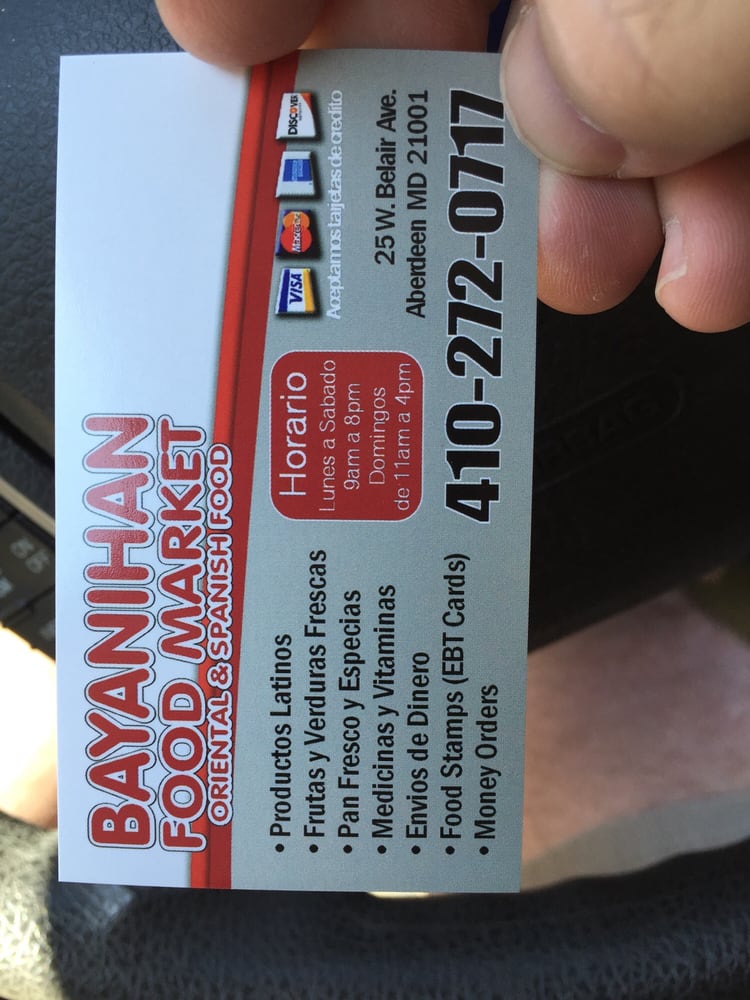 BAYANIHAN
FOOD MARKET
ORIENTAL & SPANISH FOOD
• Productos Latinos
• Frutas y Verduras Frescas
• Pan Fresco y Especias
• Medicinas y Vitaminas
• Envios de Dinero
• Food Stamps (EBT Cards)
• Money Orders
Horario
Lunes a Sabado
9am a 8pm
Domingos
de 11am a 4pm
VISA
MasterCard
DISCOVER
Aceptamos tarjetas de credito
25 W. Belair Ave.
Aberdeen MD 21001
410-272-0717